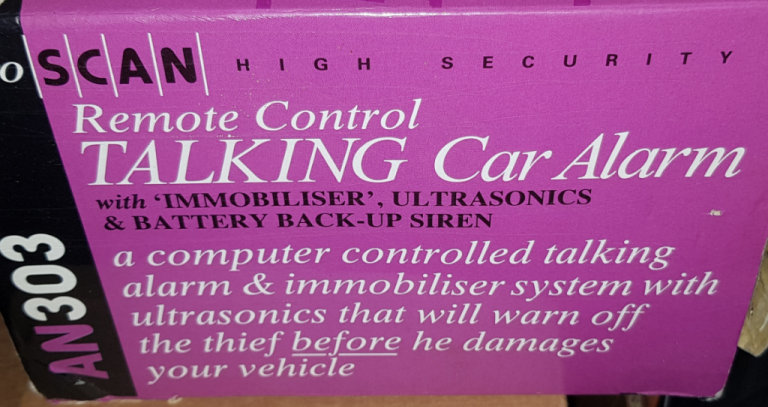 o SCAN HIGH SECURITY
Remote Control
TALKING Car Alarm
with 'IMMOBILISER', ULTRASONICS
& BATTERY BACK-UP SIREN
a computer controlled talking
alarm & immobiliser system with
ultrasonics that will warn off
the thief before he damages
your vehicle
AN303